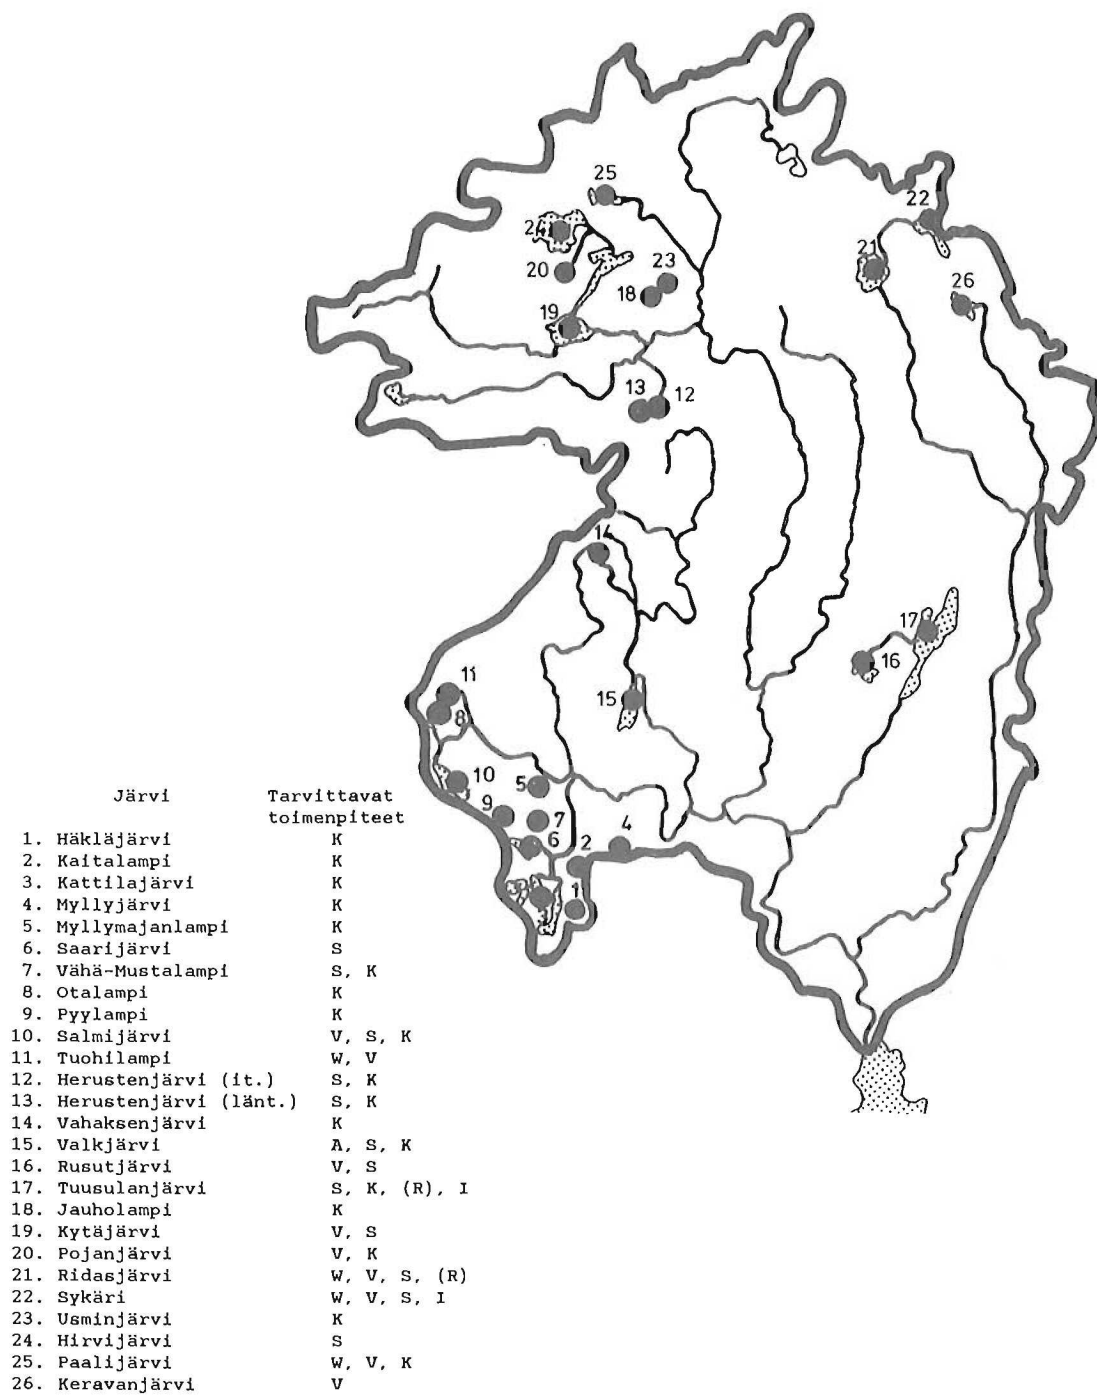 25
22
24
21
20
23
26
18
19
13
12
14
17
16
11
15
8
10
5
9
7
6
2
4
1
Järvi Tarvittavat
toimenpiteet
1. Häkläjärvi K
2. Kaitalampi K
3. Kattilajärvi K
4. Myllyjärvi K
5. Myllymajanlampi K
6. Saarijärvi S
7. Vähä-Mustalampi S, K
8. Otalampi K
9. Pyylampi K
10. Salmijärvi V, S, K
11. Tuohilampi W, V
12. Herustenjärvi (it.) S, K
13. Herustenjärvi (länt.) S, K
14. Vahaksenjärvi K
15. Valkjärvi A, S, K
16. Rusutjärvi V, S
17. Tuusulanjärvi S, K, (R), I
18. Jauholampi K
19. Kytäjärvi V, S
20. Pojanjärvi V, K
21. Ridasjärvi W, V, S, (R)
22. Sykäri W, V, S, I
23. Usminjärvi K
24. Hirvijärvi S
25. Paalijärvi W, V, K
26. Keravanjärvi V